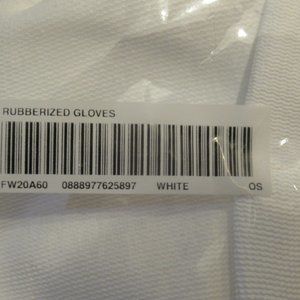 RUBBERIZED GLOVES
FW20A60 0888977625897 WHITE OS